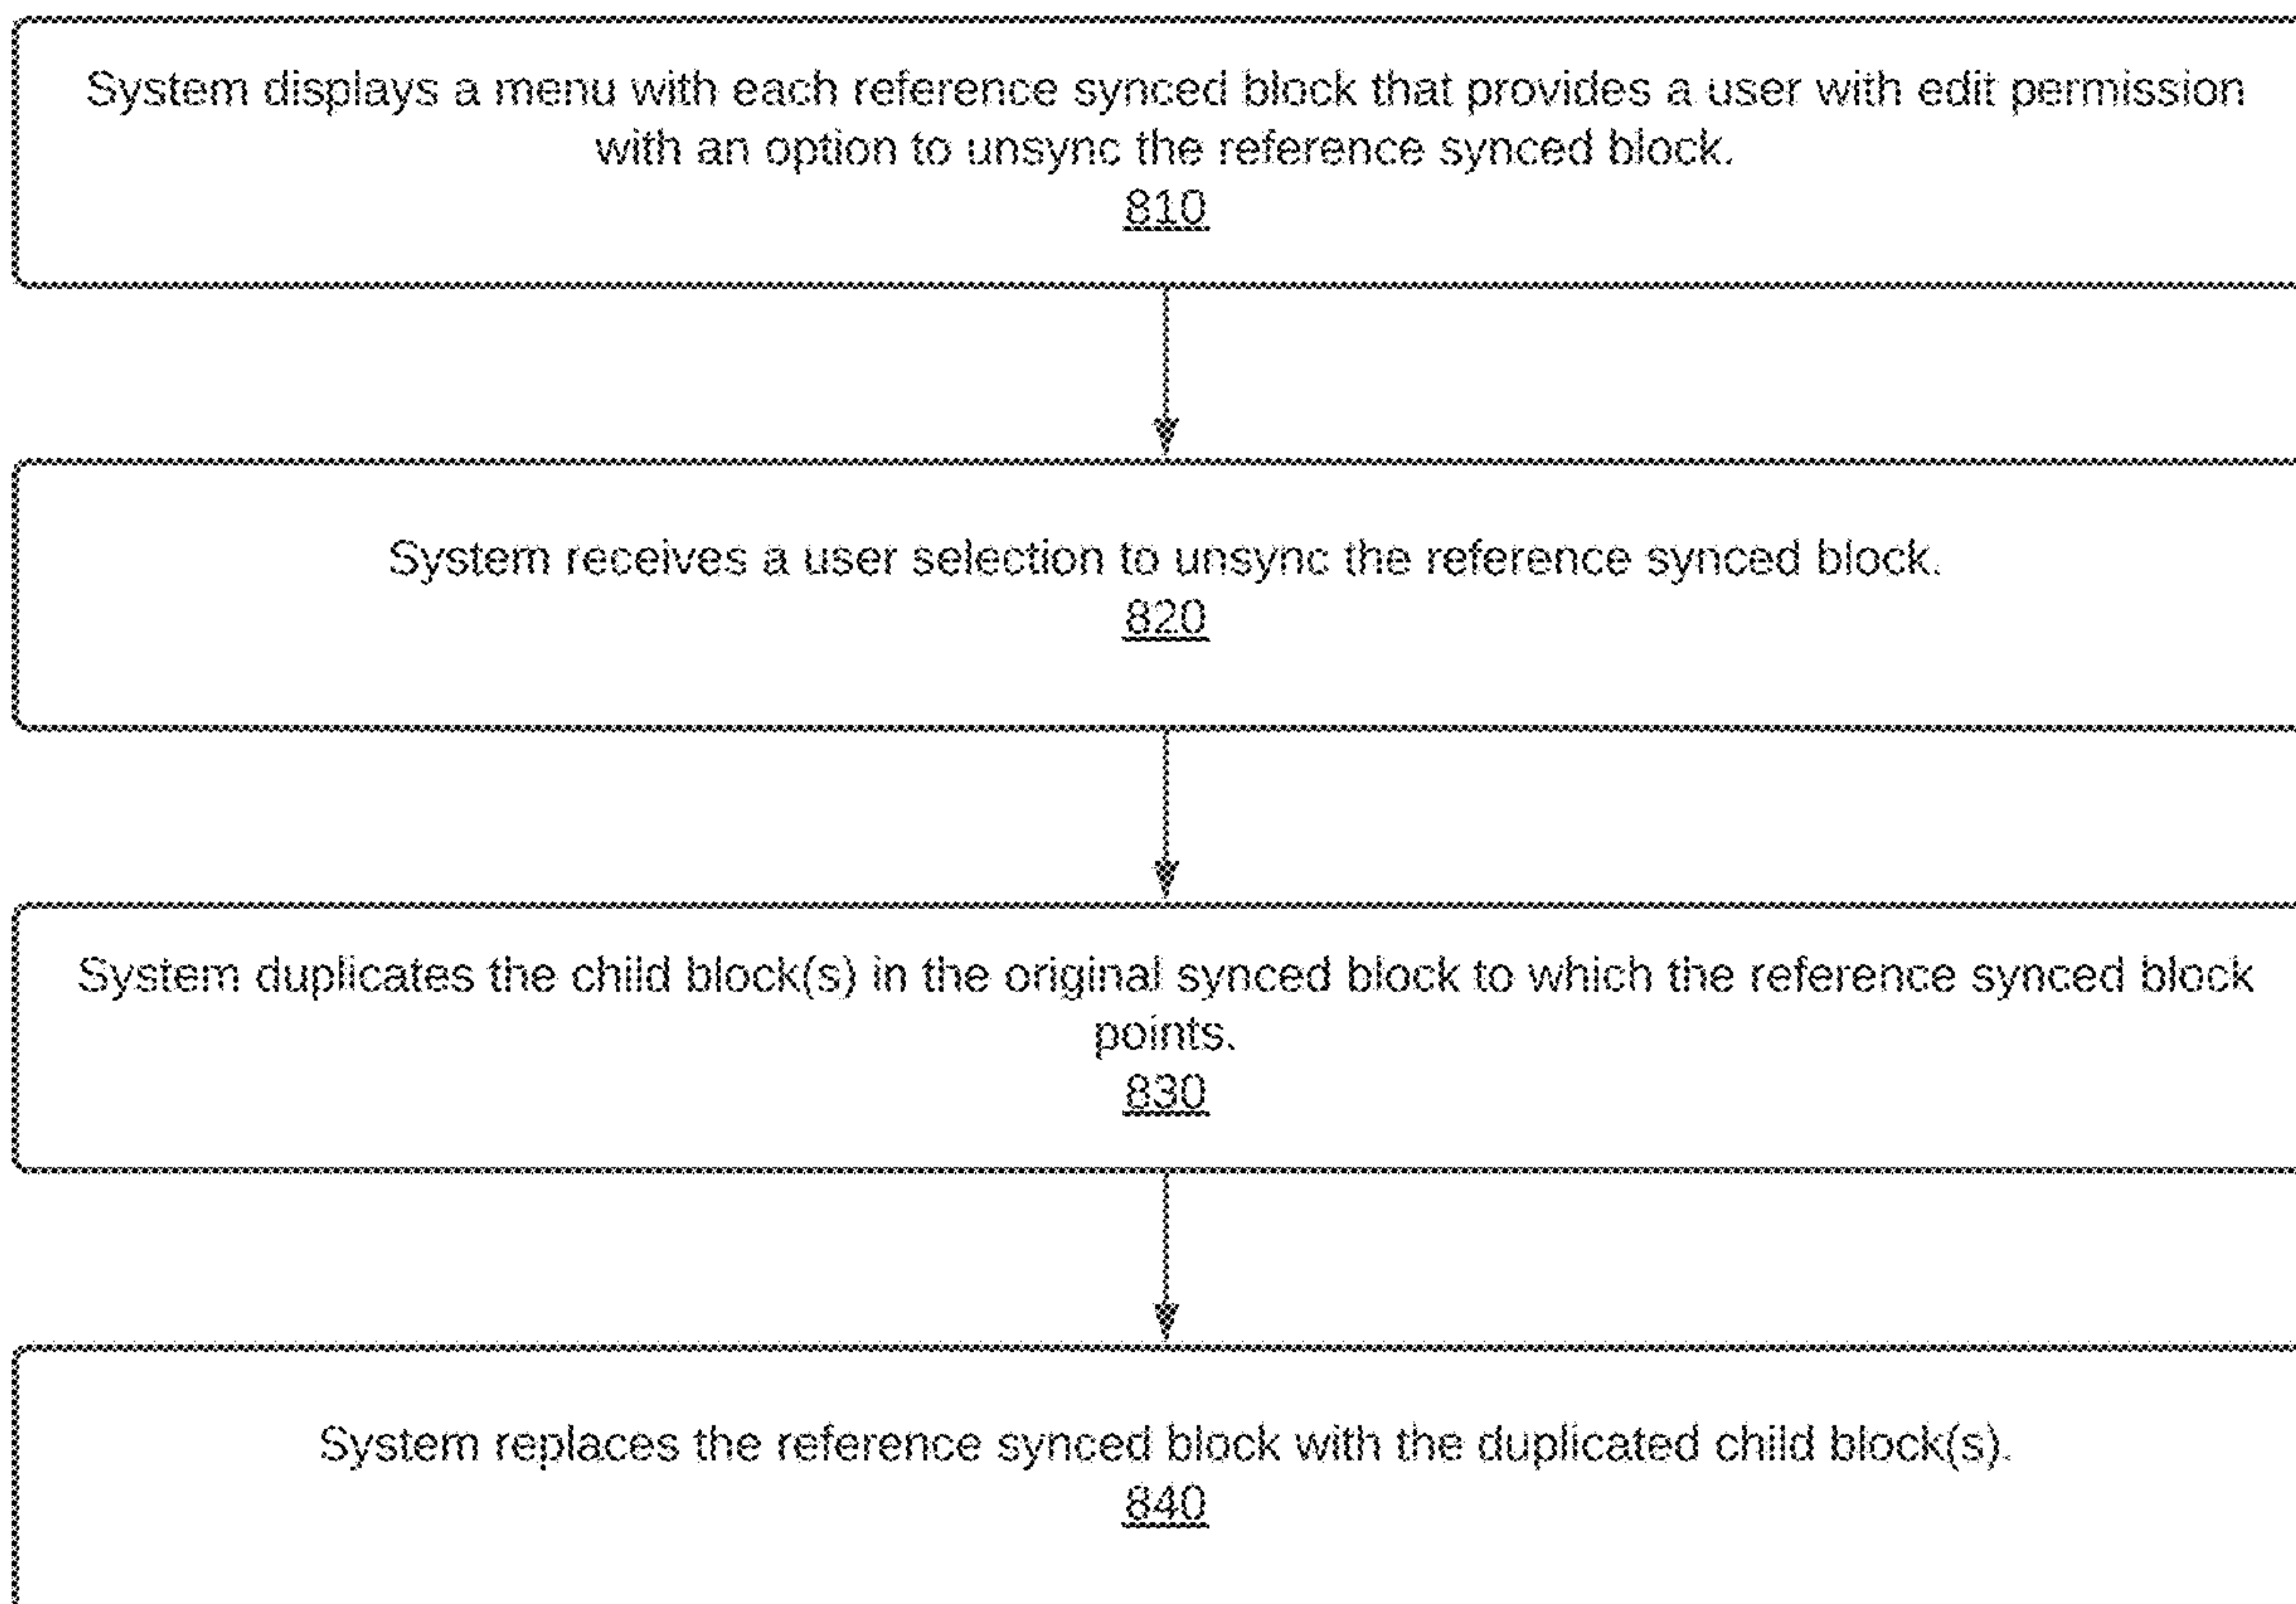 System displays a menu with each reference synced block that provides a user with edit permission
with an option to unsync the reference synced block.
810
System receives a user selection to unsync the reference synced block.
820
System duplicates the child block(s) in the original synced block to which the reference synced block
points.
830
System replaces the reference synced block with the duplicated child block(s).
840